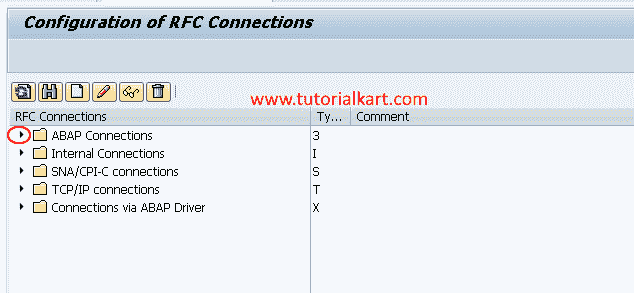 Configuration of RFC Connections
www.tutorialkart.com
RFC Connections Ty... Comment
ABAP Connections 3
Internal Connections I
SNA/CPI-C connections S
TCP/IP connections T
Connections via ABAP Driver X